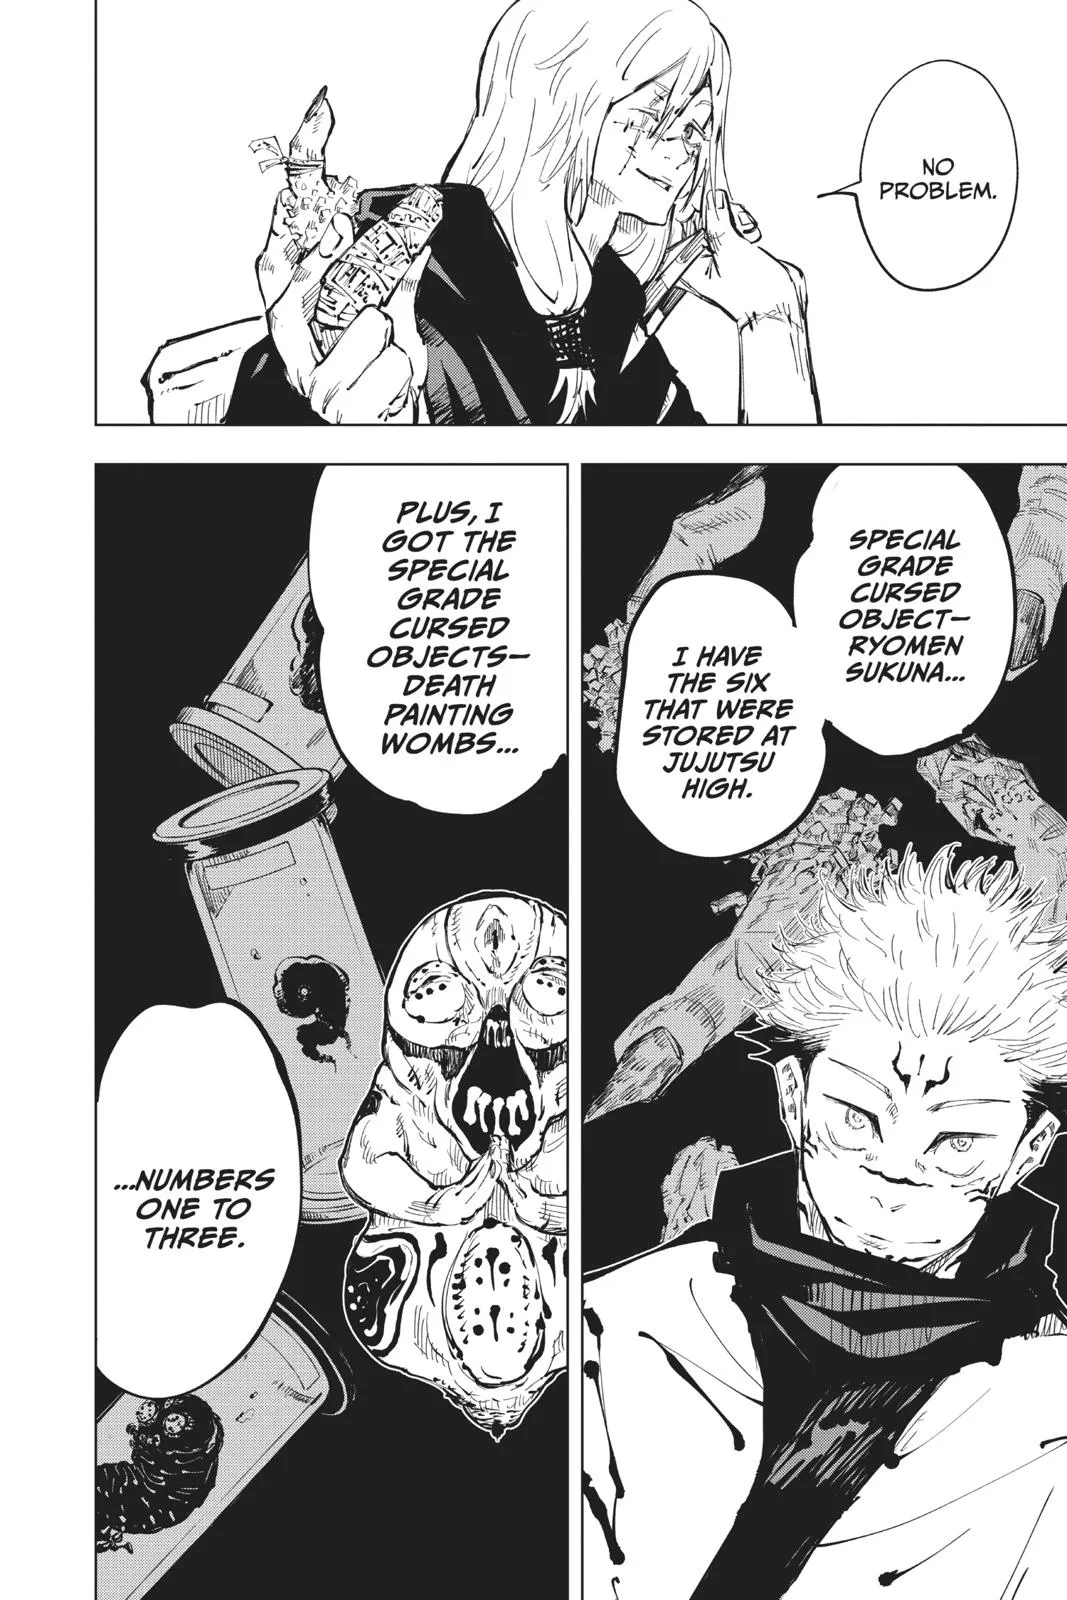 NO
PROBLEM.
SPECIAL
GRADE
CURSED
OBJECT—
RYOMEN
SUKUNA...
I HAVE
THE SIX
THAT WERE
STORED AT
JUJUTSU
HIGH.
PLUS, I
GOT THE
SPECIAL
GRADE
CURSED
OBJECTS—
DEATH
PAINTING
WOMBS...
...NUMBERS
ONE TO
THREE.